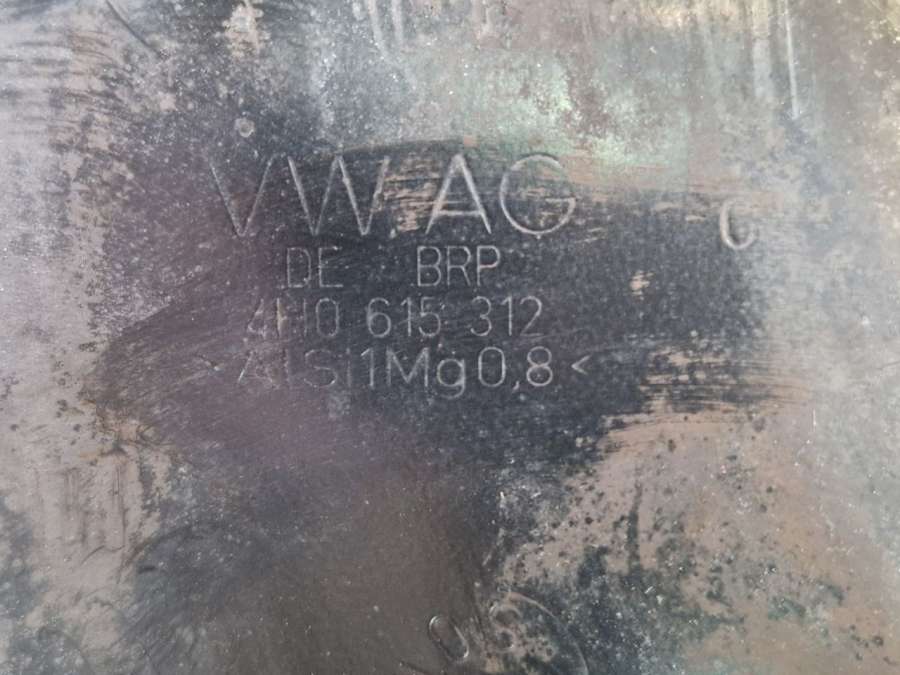 VW AG
DE BRP
4H0 615 312
>AlSi1Mg0,8<